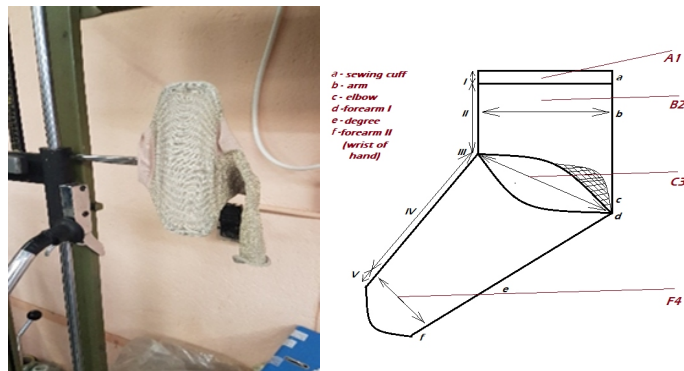 a - sewing cuff
b - arm
c - elbow
d -forearm I
e - degree
f -forearm II
(wrist of
hand)
A1
I
a
B2
II
b
III
C3
c
d
IV
V
e
F4
f